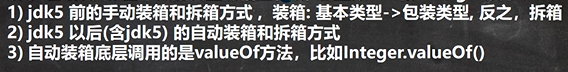 1) jdk5 前的手动装箱和拆箱方式 ，装箱: 基本类型->包装类型, 反之，拆箱
2) jdk5 以后(含jdk5) 的自动装箱和拆箱方式
3) 自动装箱底层调用的是valueOf方法，比如Integer.valueOf()